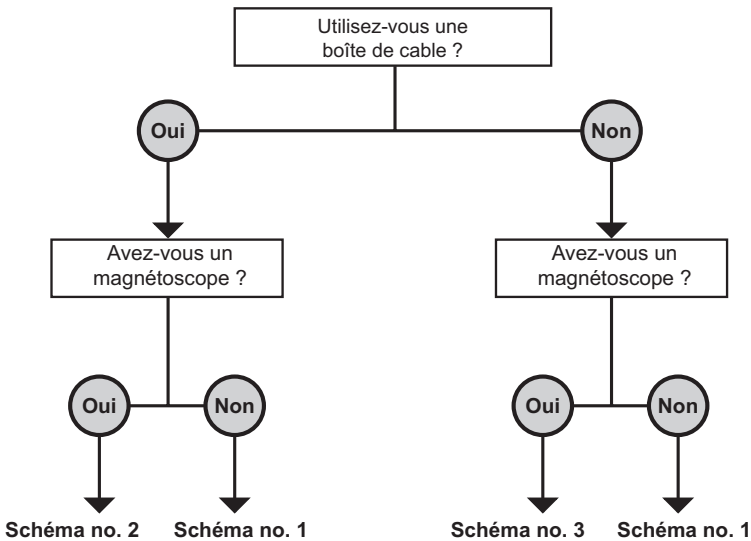 Utilisez-vous une
boîte de cable ?
Oui
Non
Avez-vous un
magnétoscope ?
Avez-vous un
magnétoscope ?
Oui
Non
Oui
Non
Schéma no. 2
Schéma no. 1
Schéma no. 3
Schéma no. 1